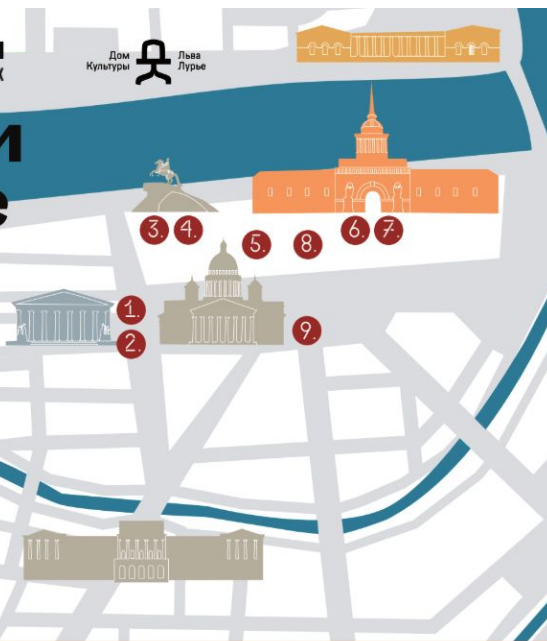 Дом
Культуры
Льва
Лурье
и
е
3.
4.
5.
8.
6.
7.
1.
2.
9.